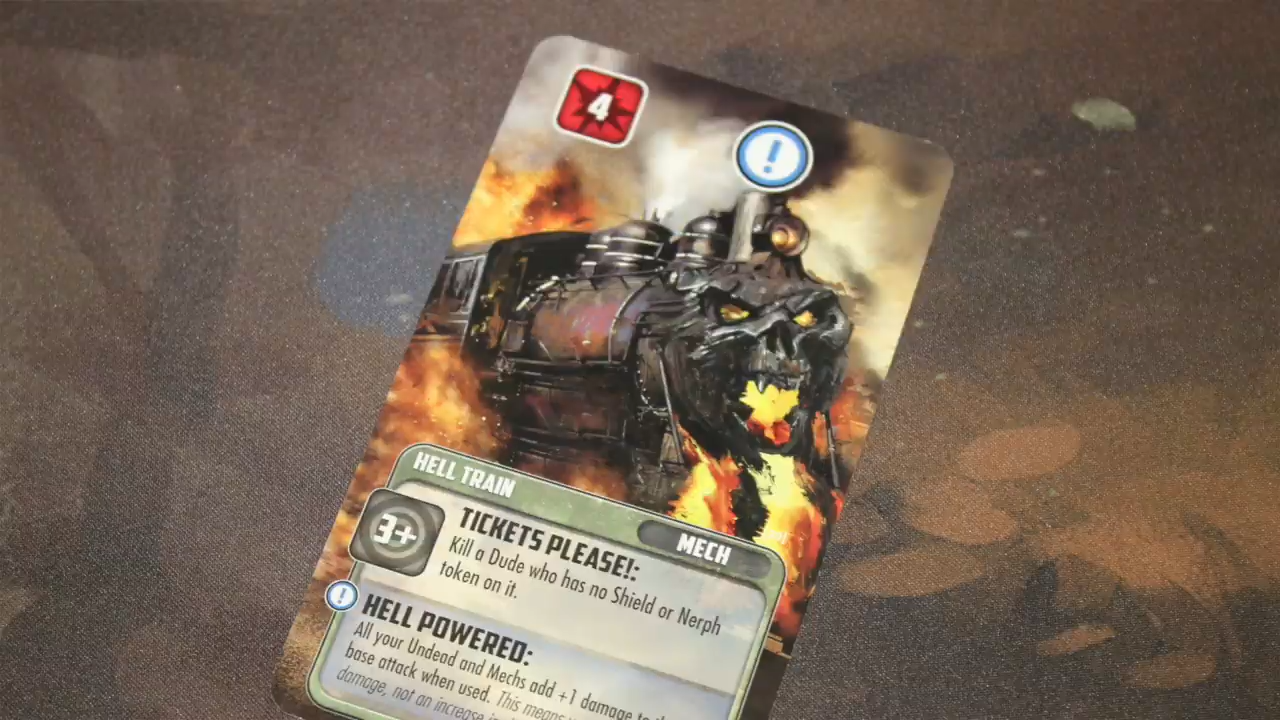 4
!
HELL TRAIN
MECH
3+
TICKETS PLEASE!:
Kill a Dude who has no Shield or Nerph
token on it.
!
HELL POWERED:
All your Undead and Mechs add +1 damage to
base attack when used. This means
damage, not an increase